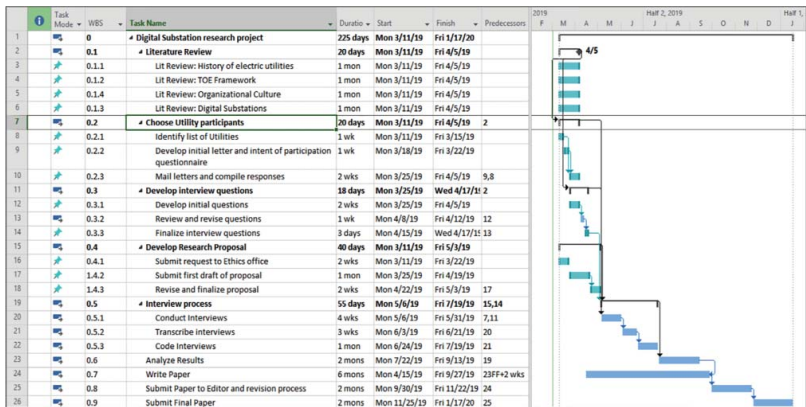 2019 Half 2, 2019 Half 1,
Task Mode WBS Task Name Duratio Start Finish Predecessors F M A M J J A S O N D J
1 0 Digital Substation research project 225 days Mon 3/11/19 Fri 1/17/20
2 0.1 Literature Review 20 days Mon 3/11/19 Fri 4/5/19 4/5
3 0.1.1 Lit Review: History of electric utilities 1 mon Mon 3/11/19 Fri 4/5/19
4 0.1.2 Lit Review: TOE Framework 1 mon Mon 3/11/19 Fri 4/5/19
5 0.1.4 Lit Review: Organizational Culture 1 mon Mon 3/11/19 Fri 4/5/19
6 0.1.3 Lit Review: Digital Substations 1 mon Mon 3/11/19 Fri 4/5/19
7 0.2 Choose Utility participants 20 days Mon 3/11/19 Fri 4/5/19 2
8 0.2.1 Identify list of Utilities 1 wk Mon 3/11/19 Fri 3/15/19
9 0.2.2 Develop initial letter and intent of participation 1 wk Mon 3/18/19 Fri 3/22/19
questionnaire
10 0.2.3 Mail letters and compile responses 2 wks Mon 3/25/19 Fri 4/5/19 9,8
11 0.3 Develop interview questions 18 days Mon 3/25/19 Wed 4/17/19 2
12 0.3.1 Develop initial questions 2 wks Mon 3/25/19 Fri 4/5/19
13 0.3.2 Review and revise questions 1 wk Mon 4/8/19 Fri 4/12/19 12
14 0.3.3 Finalize interview questions 3 days Mon 4/15/19 Wed 4/17/19 13
15 0.4 Develop Research Proposal 40 days Mon 3/11/19 Fri 5/3/19
16 0.4.1 Submit request to Ethics office 2 wks Mon 3/11/19 Fri 3/22/19
17 1.4.2 Submit first draft of proposal 1 mon Mon 3/25/19 Fri 4/19/19
18 1.4.3 Revise and finalize proposal 2 wks Mon 4/22/19 Fri 5/3/19 17
19 0.5 Interview process 55 days Mon 5/6/19 Fri 7/19/19 15,14
20 0.5.1 Conduct Interviews 4 wks Mon 5/6/19 Fri 5/31/19 7,11
21 0.5.2 Transcribe interviews 3 wks Mon 6/3/19 Fri 6/21/19 20
22 0.5.3 Code Interviews 1 mon Mon 6/24/19 Fri 7/19/19 21
23 0.6 Analyze Results 2 mons Mon 7/22/19 Fri 9/13/19 19
24 0.7 Write Paper 6 mons Mon 4/15/19 Fri 9/27/19 23FF+2 wks
25 0.8 Submit Paper to Editor and revision process 2 mons Mon 9/30/19 Fri 11/22/19 24
26 0.9 Submit Final Paper 2 mons Mon 11/25/19 Fri 1/17/20 25